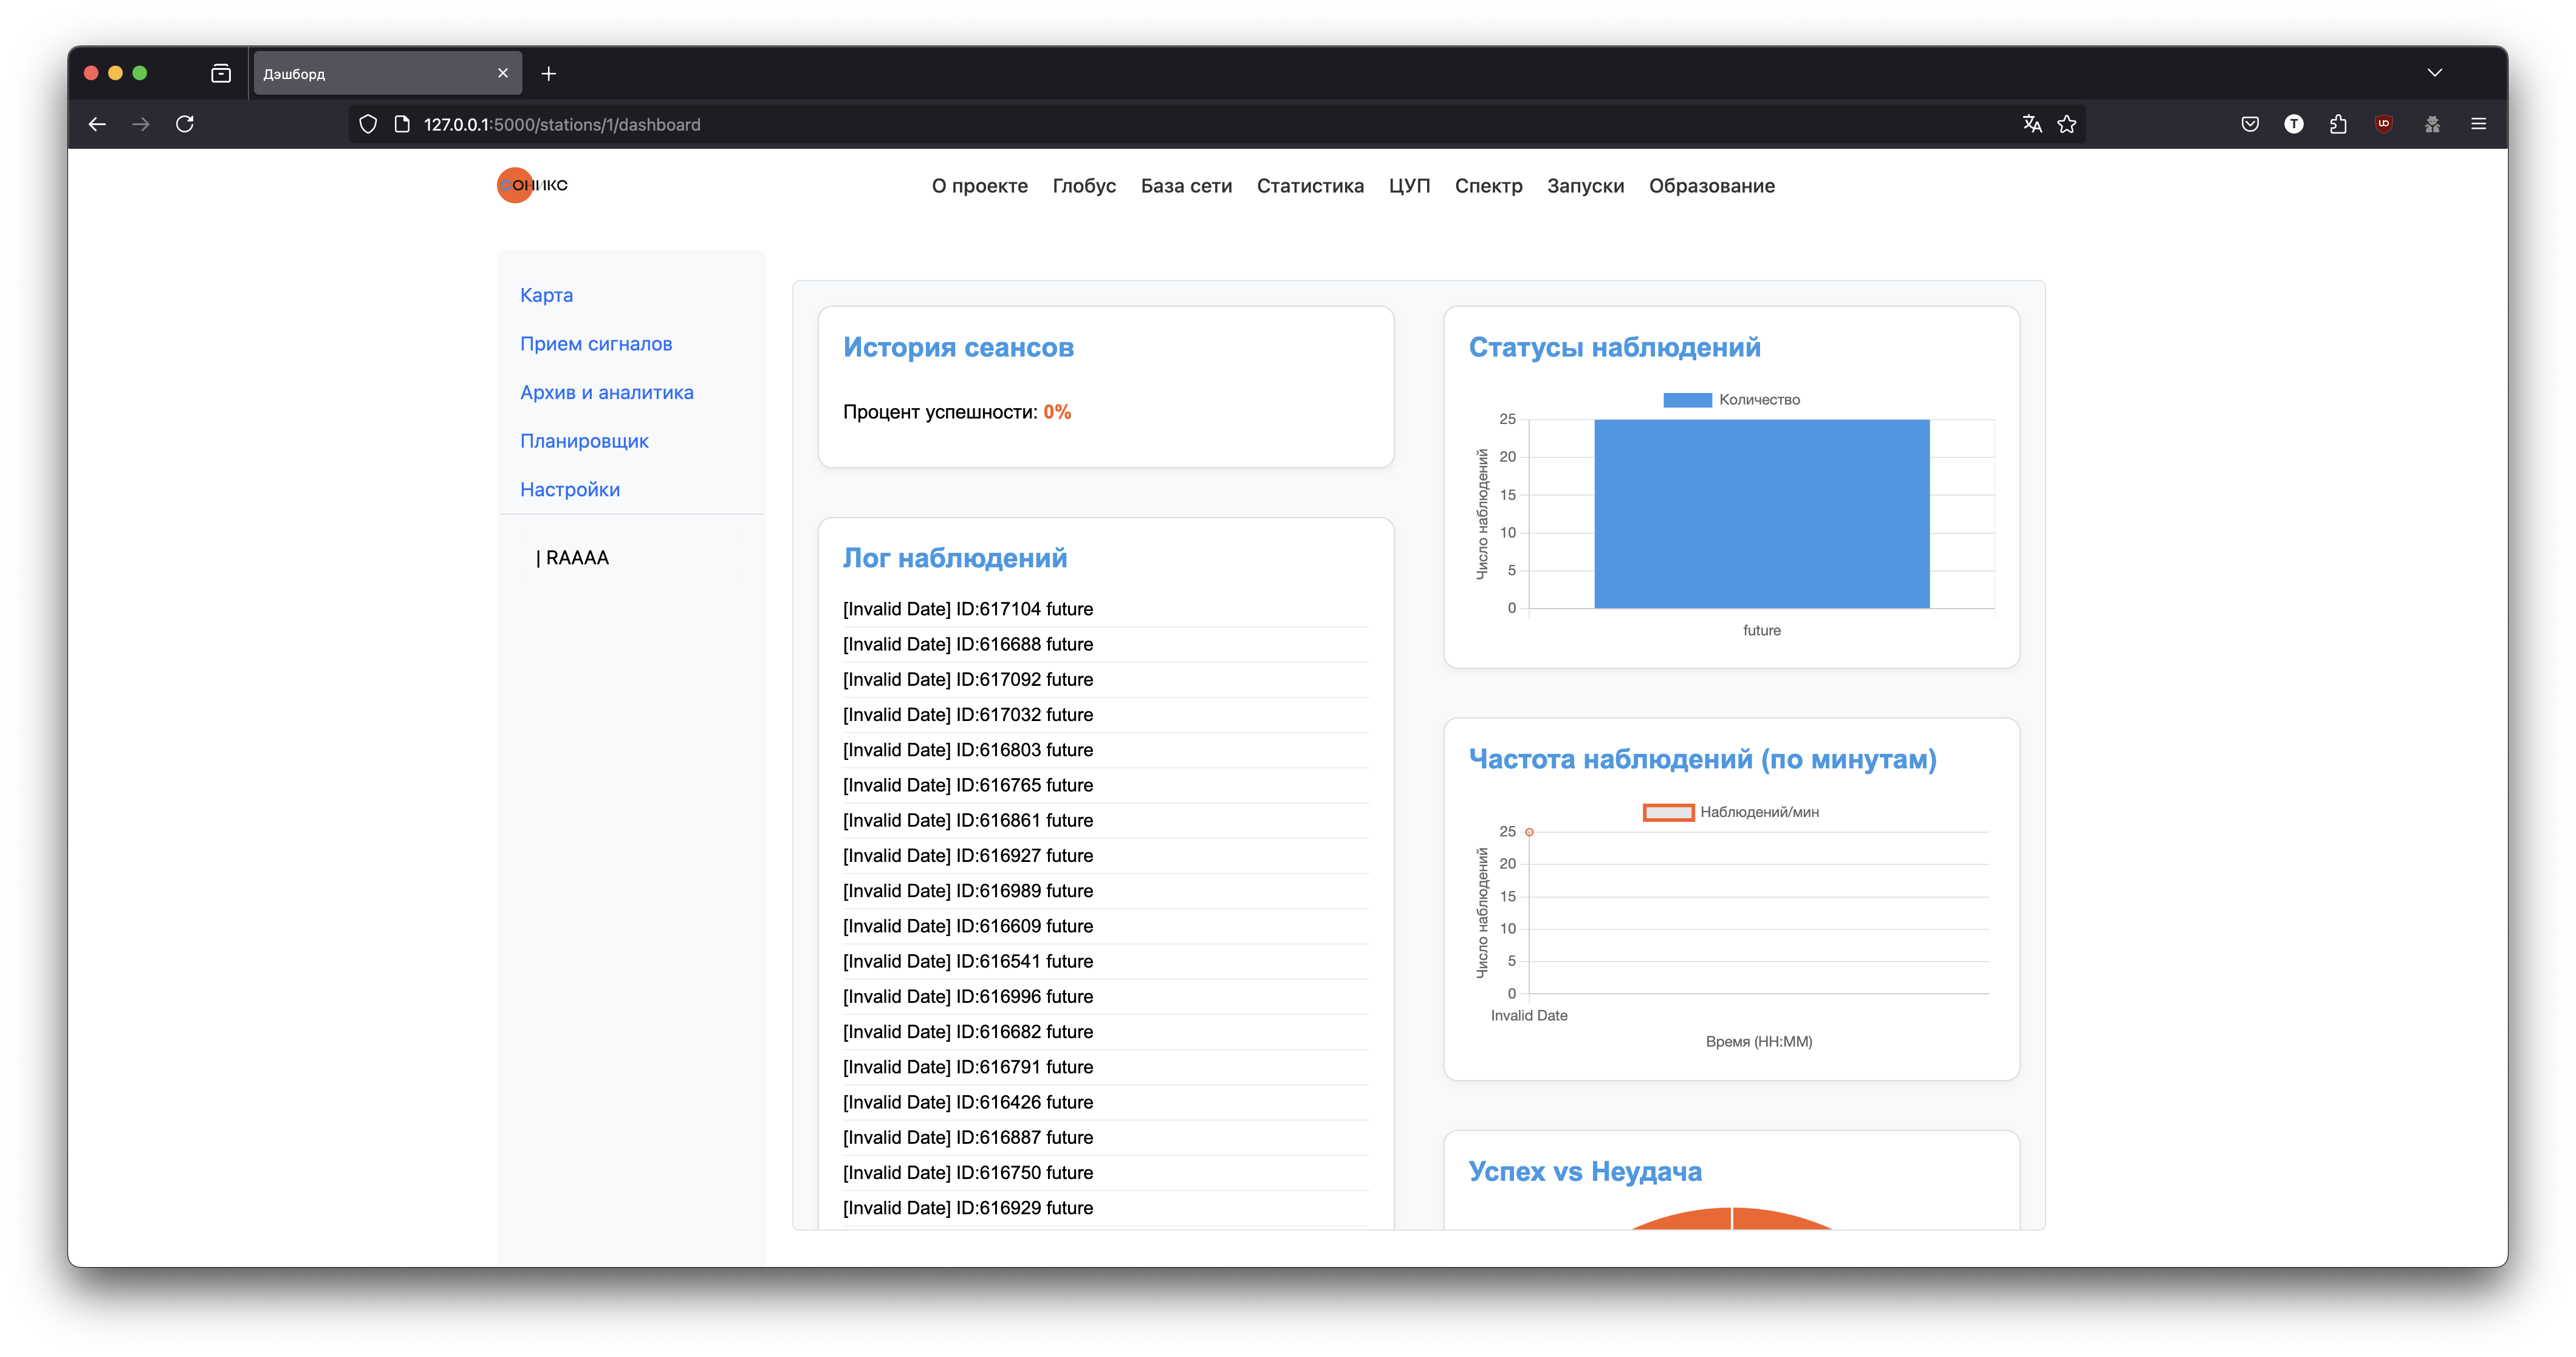 Дэшборд
127.0.0.1:5000/stations/1/dashboard
T
UO
СОНИКС
О проекте Глобус База сети Статистика ЦУП Спектр Запуски Образование
Карта
Прием сигналов
Архив и аналитика
Планировщик
Настройки
| RAAAA
История сеансов
Процент успешности: 0%
Лог наблюдений
[Invalid Date] ID:617104 future
[Invalid Date] ID:616688 future
[Invalid Date] ID:617092 future
[Invalid Date] ID:617032 future
[Invalid Date] ID:616803 future
[Invalid Date] ID:616765 future
[Invalid Date] ID:616861 future
[Invalid Date] ID:616927 future
[Invalid Date] ID:616989 future
[Invalid Date] ID:616609 future
[Invalid Date] ID:616541 future
[Invalid Date] ID:616996 future
[Invalid Date] ID:616682 future
[Invalid Date] ID:616791 future
[Invalid Date] ID:616426 future
[Invalid Date] ID:616887 future
[Invalid Date] ID:616750 future
[Invalid Date] ID:616929 future
Статусы наблюдений
Количество
Число наблюдений
25
20
15
10
5
0
future
Частота наблюдений (по минутам)
Наблюдений/мин
Число наблюдений
25
20
15
10
5
0
Invalid Date
Время (HH:MM)
Успех vs Неудача